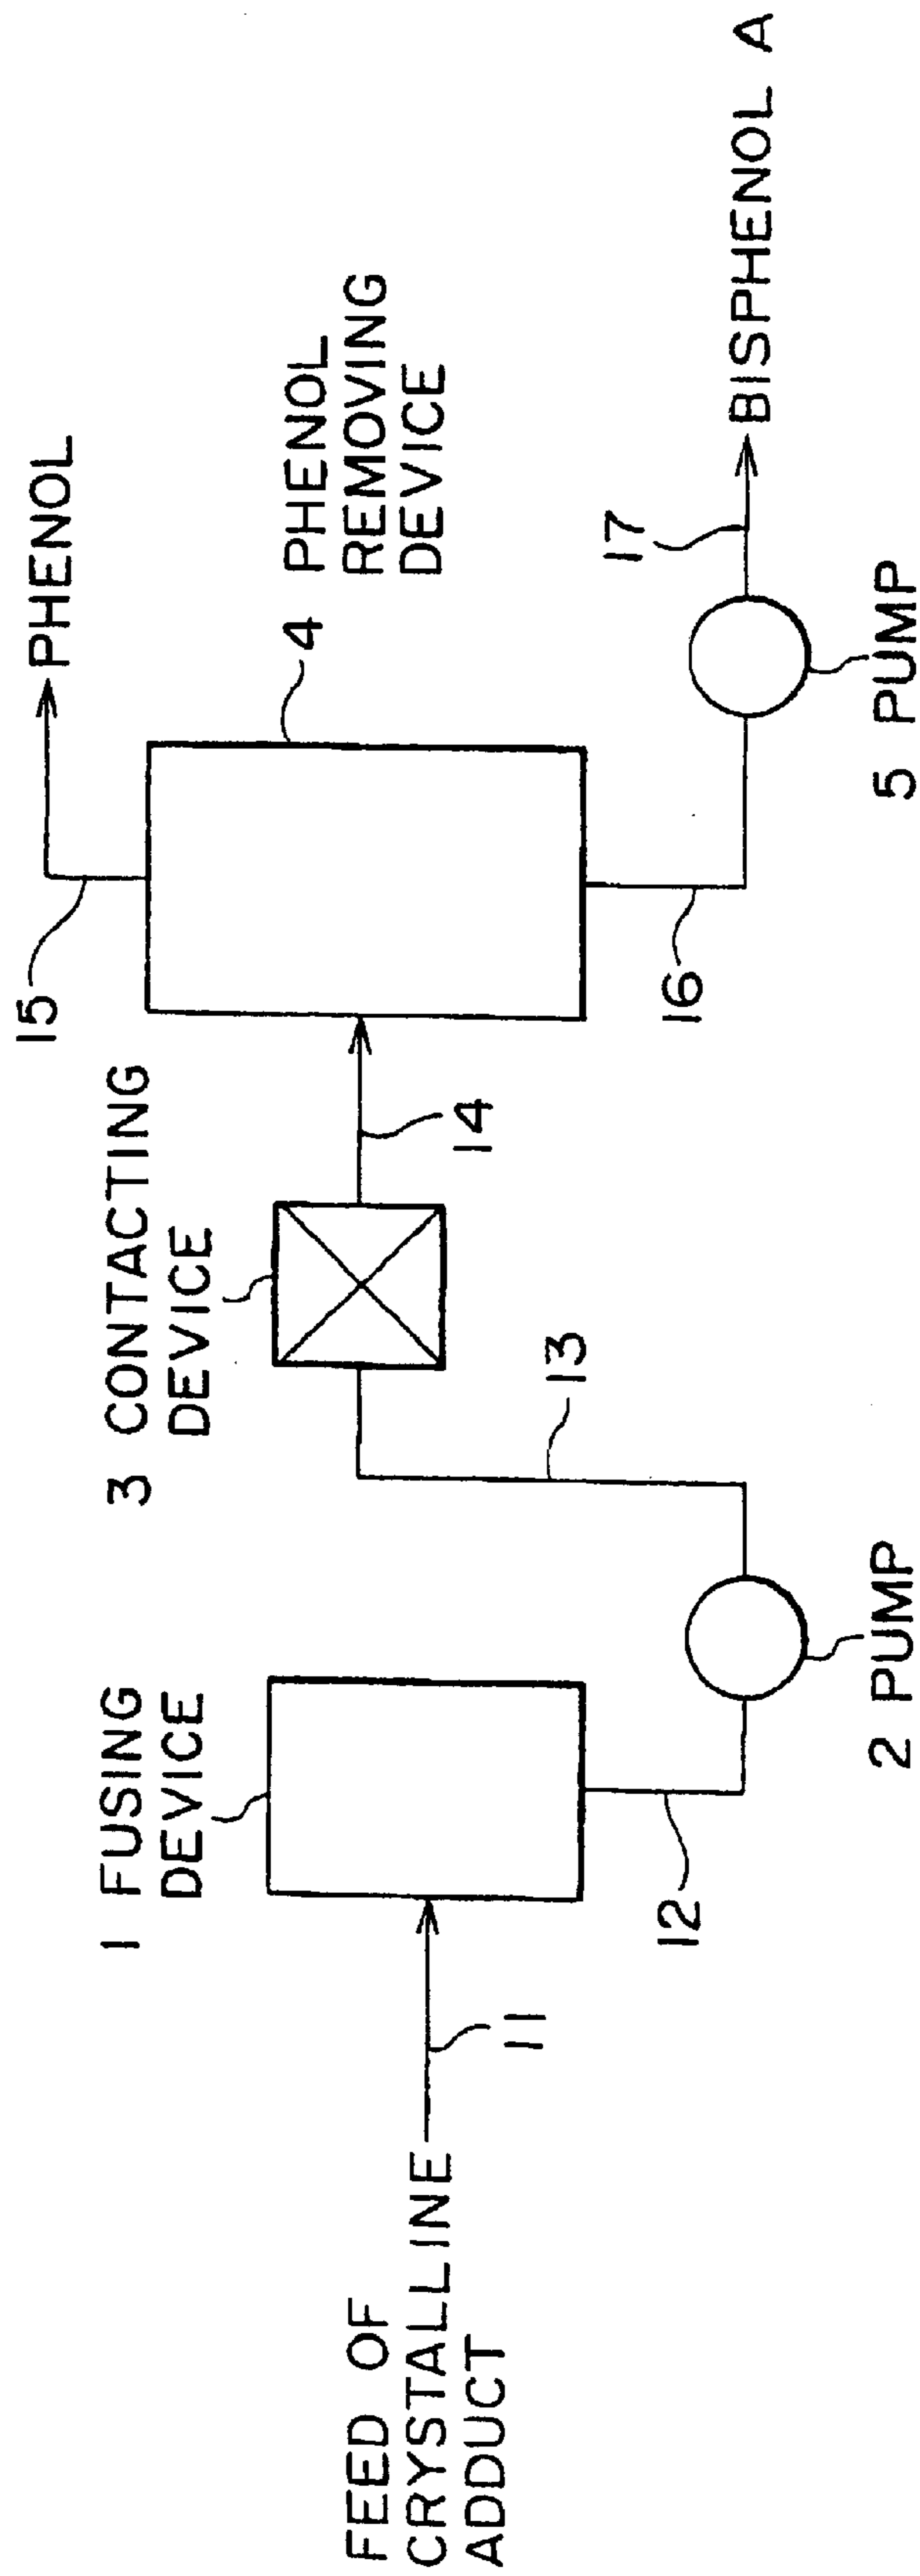 FEED OF
CRYSTALLINE
ADDUCT
11
1 FUSING
DEVICE
12
2 PUMP
13
3 CONTACTING
DEVICE
14
15
PHENOL
4
PHENOL
REMOVING
DEVICE
16
5 PUMP
17
BISPHENOL A